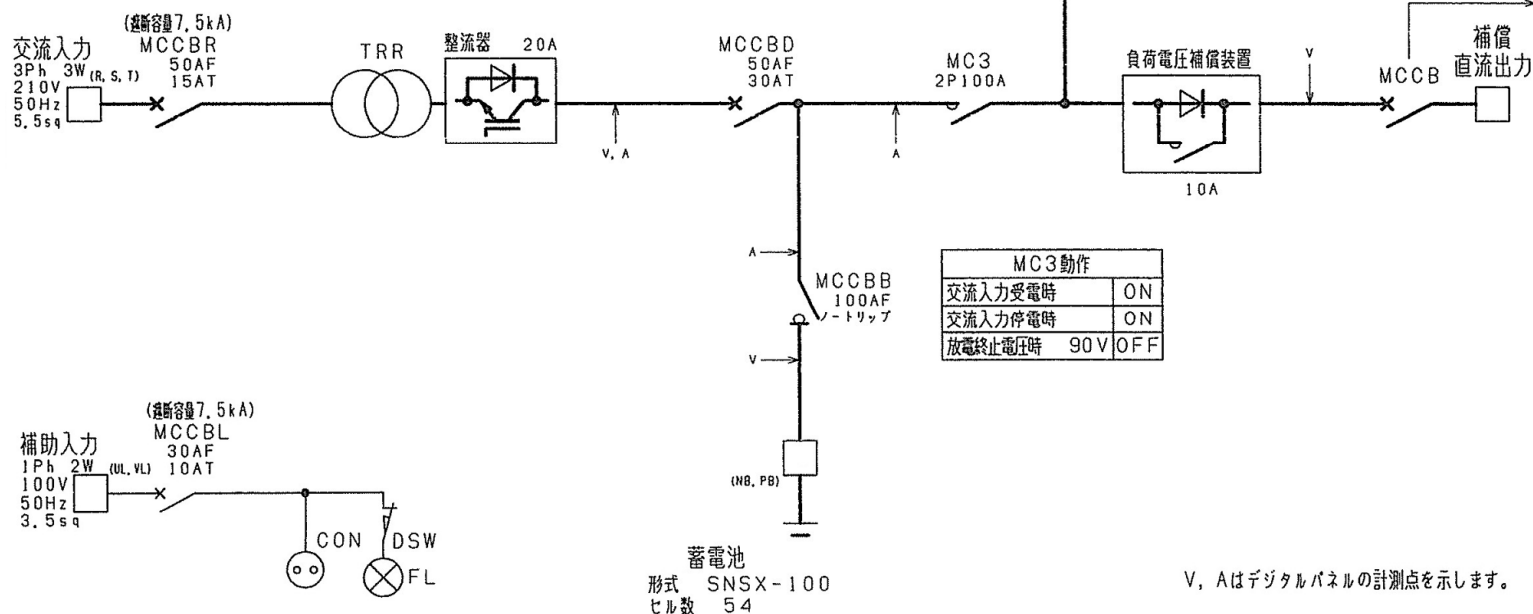 (遮断容量7.5kA)
交流入力
3Ph 3W (R, S, T)
210V
50Hz
5.5sq
MCCBR
50AF
15AT
TRR
整流器 20A
V, A
MCCBD
50AF
30AT
A
MC3
2P100A
負荷電圧補償装置
10A
V
MCCB
補償
直流出力
A
MCCBB
100AF
ノートリップ
V
(NB, PB)
蓄電池
形式 SNSX-100
セル数 54
MC3動作
交流入力受電時 ON
交流入力停電時 ON
放電終止電圧時 90V OFF
(遮断容量7.5kA)
補助入力
1Ph 2W (UL, VL)
100V
50Hz
3.5sq
MCCBL
30AF
10AT
CON
DSW
FL
V, Aはデジタルパネルの計測点を示します。